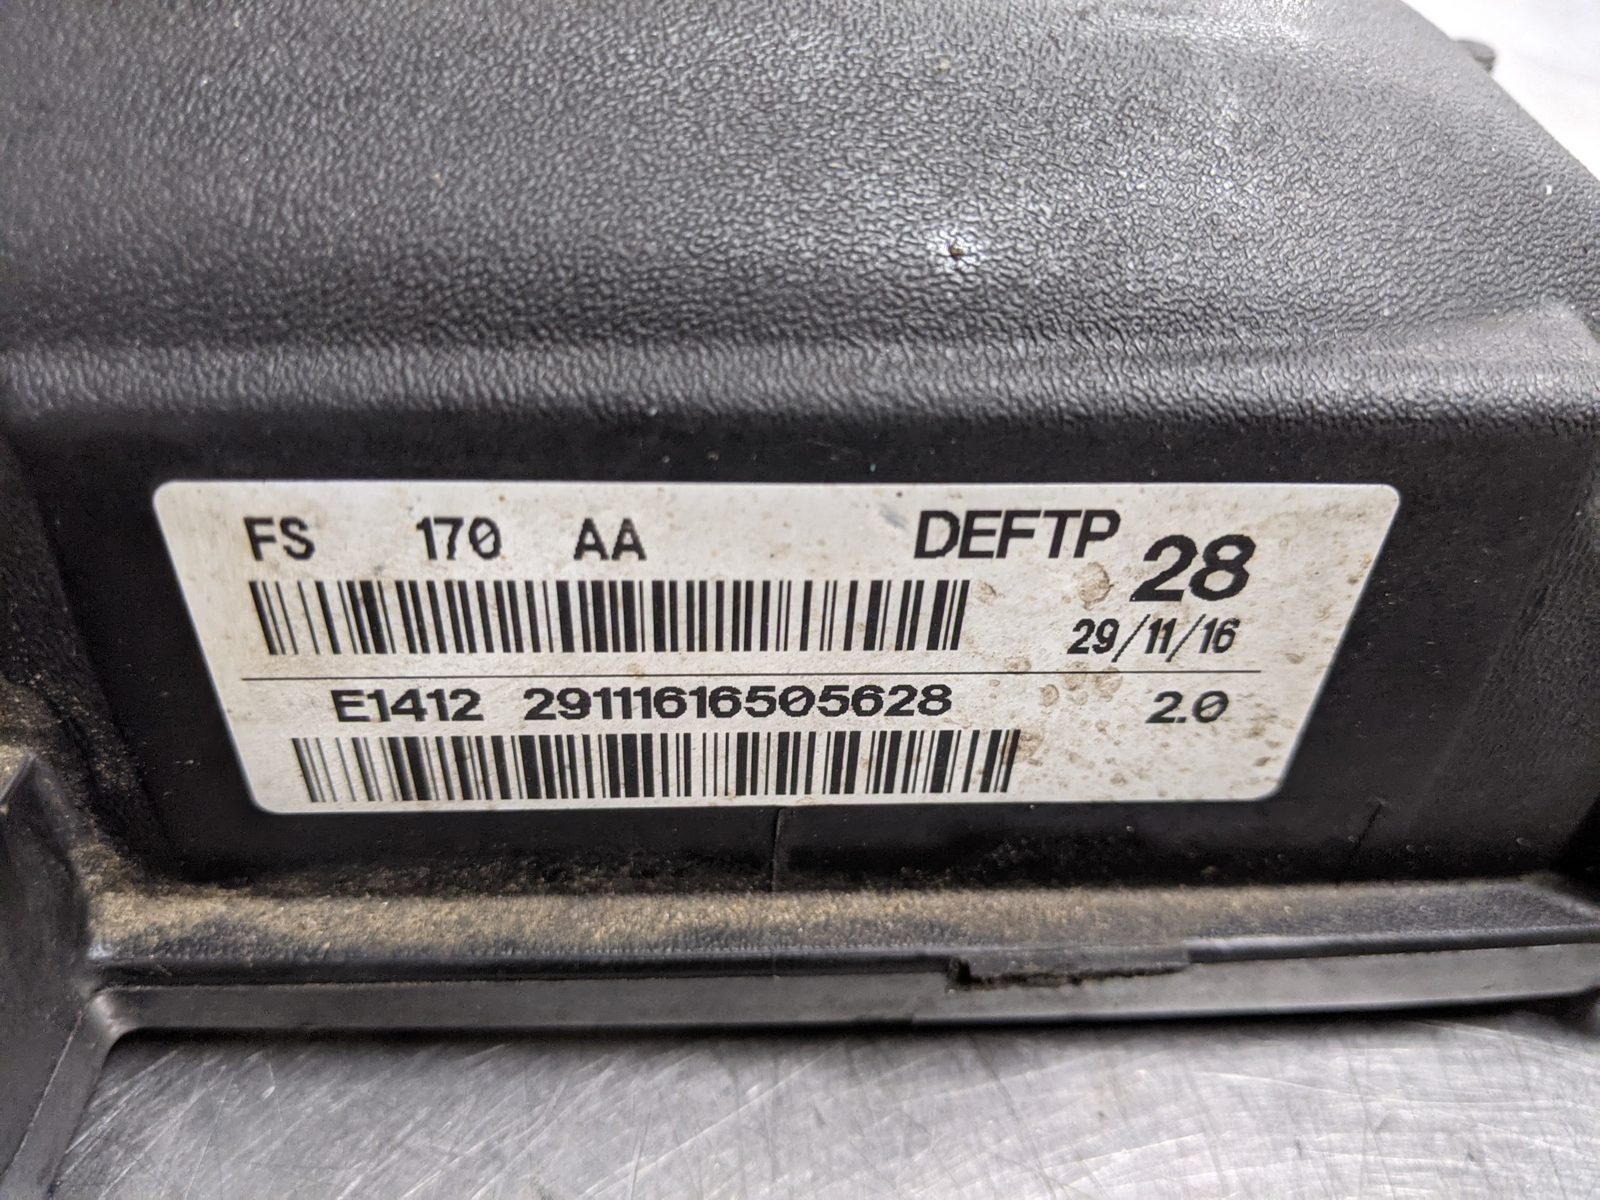 FS 170 AA DEFTP 28
29/11/16
E1412 29111616505628 2.0